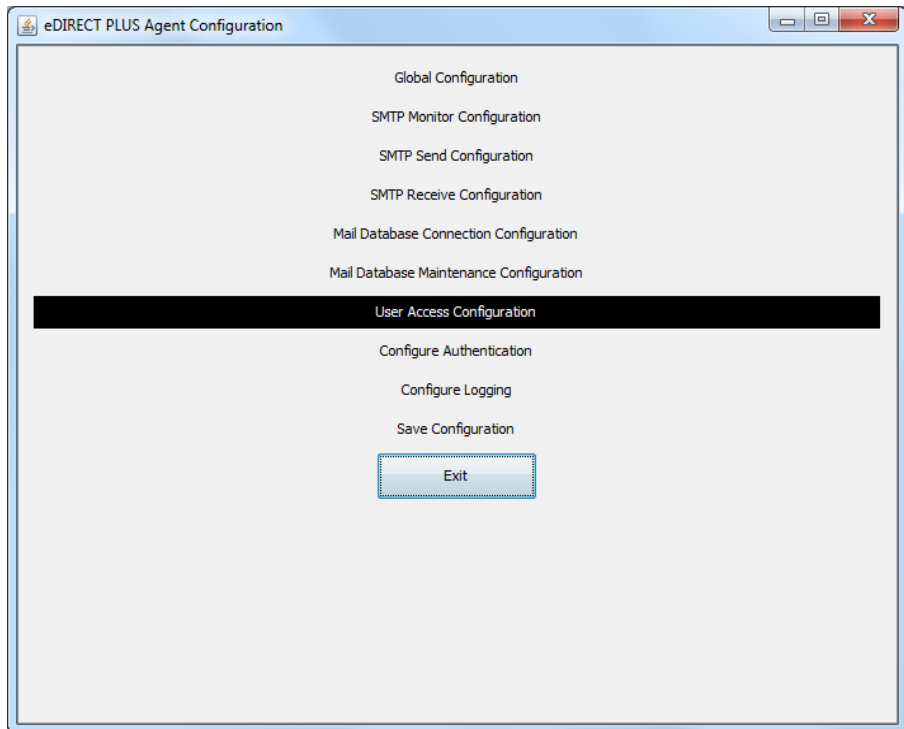 eDIRECT PLUS Agent Configuration
Global Configuration
SMTP Monitor Configuration
SMTP Send Configuration
SMTP Receive Configuration
Mail Database Connection Configuration
Mail Database Maintenance Configuration
User Access Configuration
Configure Authentication
Configure Logging
Save Configuration
Exit